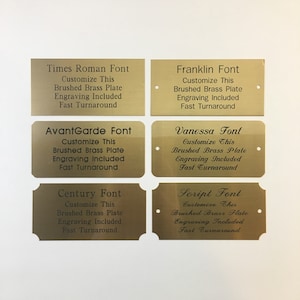 Times Roman Font
Customize This
Brushed Brass Plate
Engraving Included
Fast Turnaround
Franklin Font
Customize This
Brushed Brass Plate
Engraving Included
Fast Turnaround
AvantGarde Font
Customize This
Brushed Brass Plate
Engraving Included
Fast Turnaround
Vanessa Font
Customize This
Brushed Brass Plate
Engraving Included
Fast Turnaround
Century Font
Customize This
Brushed Brass Plate
Engraving Included
Fast Turnaround
Script Font
Customize This
Brushed Brass Plate
Engraving Included
Fast Turnaround